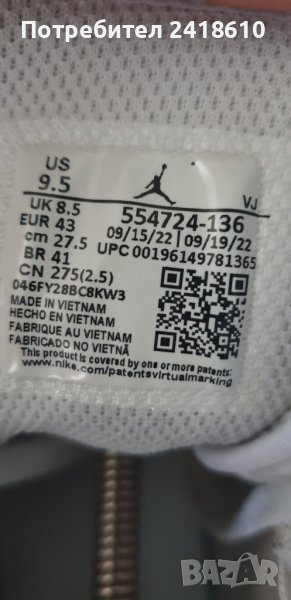 Потребител 2418610
US
9.5
VJ
UK 8.5
EUR 43
cm 27.5
BR 41
CN 275(2.5)
554724-136
09/15/22 | 09/19/22
UPC 00196149781365
046FY28BC8KW3
MADE IN VIETNAM
HECHO EN VIETNAM
FABRIQUE AU VIETNAM
FABRICADO NO VIETNÃ
This product is covered by one or more patents:
www.nike.com/patentsvirtualmarking
BAZAR